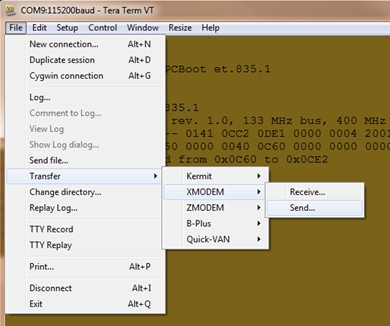 COM9:115200baud - Tera Term VT
File Edit Setup Control Window Resize Help
New connection... Alt+N
Duplicate session Alt+D
Cygwin connection Alt+G
PCBoot et.835.1
Log...
Comment to Log...
.835.1
View Log
rev. 1.0, 133 MHz bus, 400 MHz
Show Log dialog...
-- 0141 0CC2 0DE1 0000 0004 2001
Send file...
60 0000 0040 0C60 0000 0000 0000
d from 0x0C60 to 0x0CE2
Transfer
Kermit
Change directory...
XMODEM
Receive...
Replay Log...
ZMODEM
Send...
TTY Record
B-Plus
TTY Replay
Quick-VAN
Print... Alt+P
Disconnect Alt+I
Exit Alt+Q